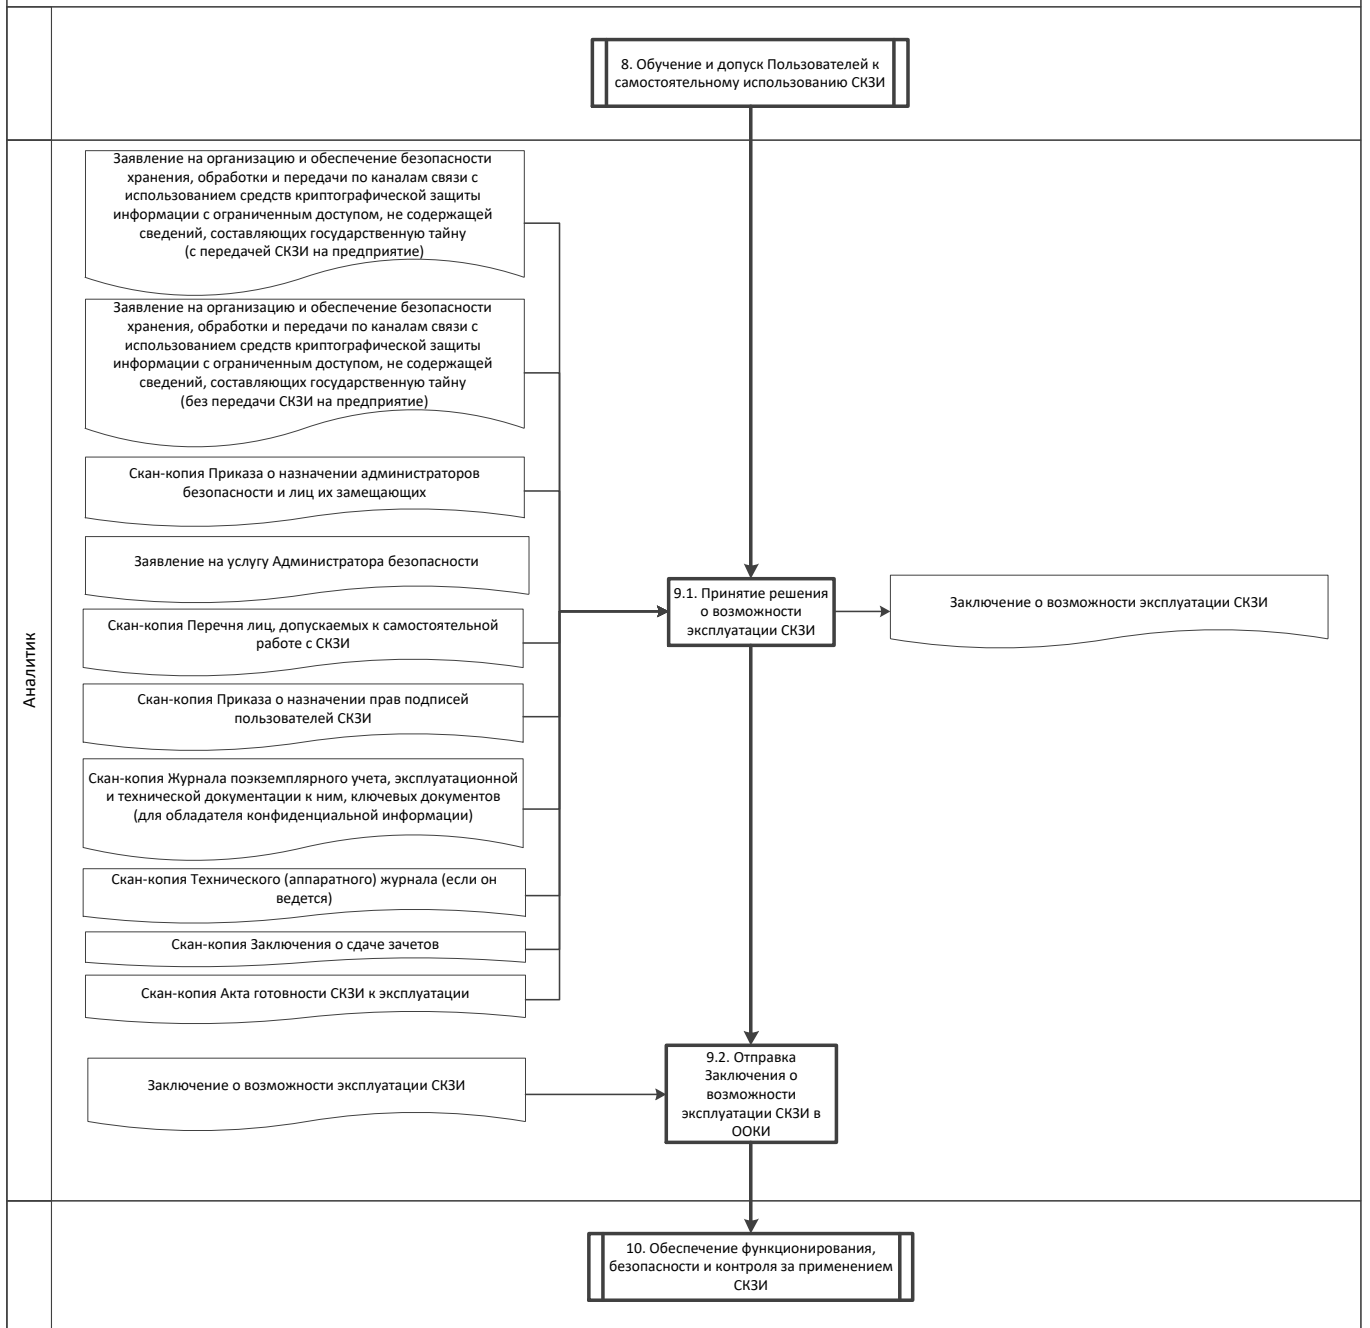 8. Обучение и допуск Пользователей к
самостоятельному использованию СКЗИ
Аналитик
Заявление на организацию и обеспечение безопасности
хранения, обработки и передачи по каналам связи с
использованием средств криптографической защиты
информации с ограниченным доступом, не содержащей
сведений, составляющих государственную тайну
(с передачей СКЗИ на предприятие)
Заявление на организацию и обеспечение безопасности
хранения, обработки и передачи по каналам связи с
использованием средств криптографической защиты
информации с ограниченным доступом, не содержащей
сведений, составляющих государственную тайну
(без передачи СКЗИ на предприятие)
Скан-копия Приказа о назначении администраторов
безопасности и лиц их замещающих
Заявление на услугу Администратора безопасности
Скан-копия Перечня лиц, допускаемых к самостоятельной
работе с СКЗИ
Скан-копия Приказа о назначении прав подписей
пользователей СКЗИ
Скан-копия Журнала поэкземплярного учета, эксплуатационной
и технической документации к ним, ключевых документов
(для обладателя конфиденциальной информации)
Скан-копия Технического (аппаратного) журнала (если он
ведется)
Скан-копия Заключения о сдаче зачетов
Скан-копия Акта готовности СКЗИ к эксплуатации
9.1. Принятие решения
о возможности
эксплуатации СКЗИ
Заключение о возможности эксплуатации СКЗИ
Заключение о возможности эксплуатации СКЗИ
9.2. Отправка
Заключения о
возможности
эксплуатации СКЗИ в
ООКИ
10. Обеспечение функционирования,
безопасности и контроля за применением
СКЗИ